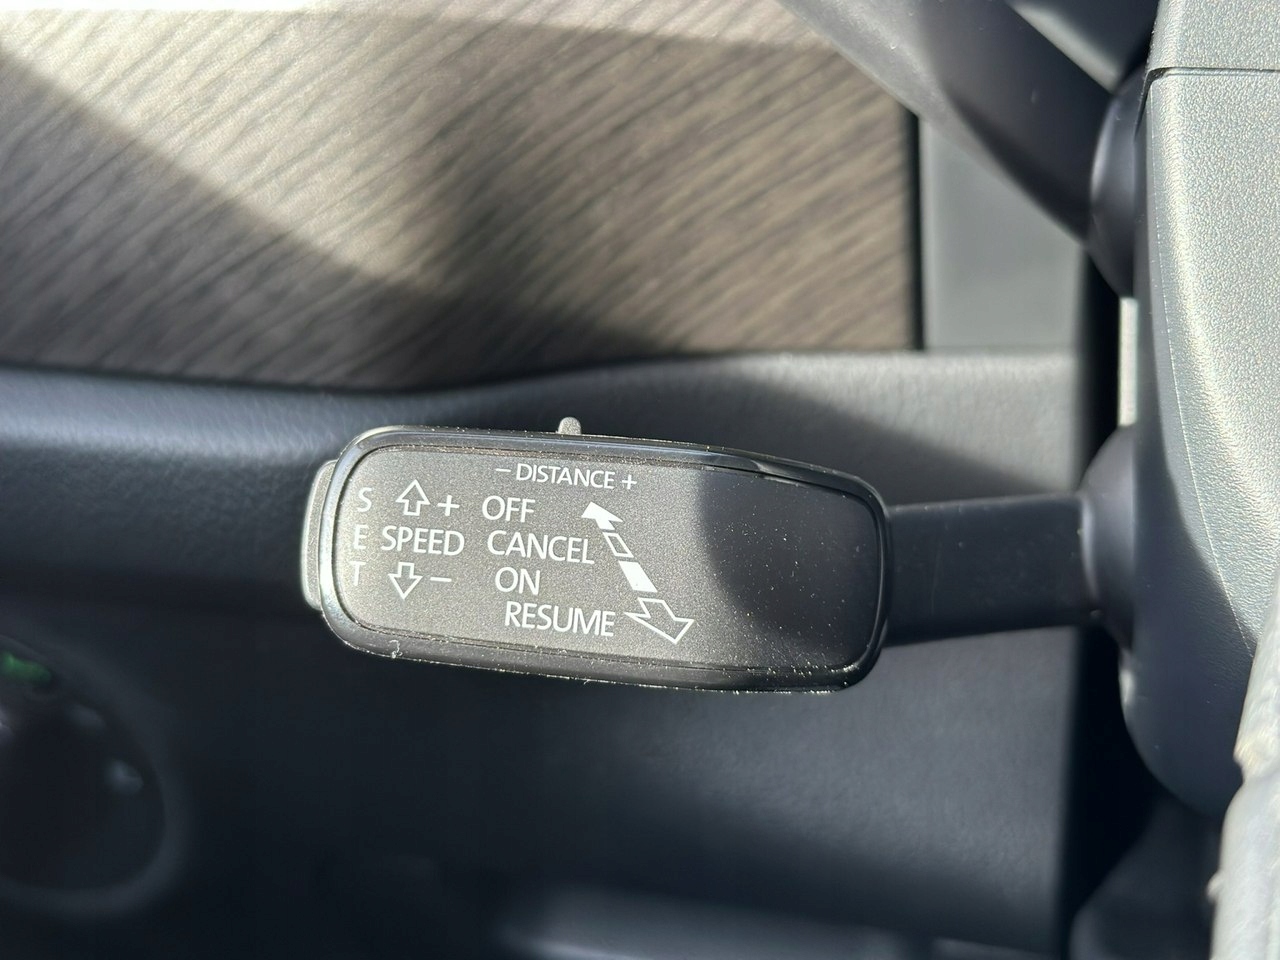 − DISTANCE +
S + OFF
E SPEED CANCEL
T − ON
RESUME